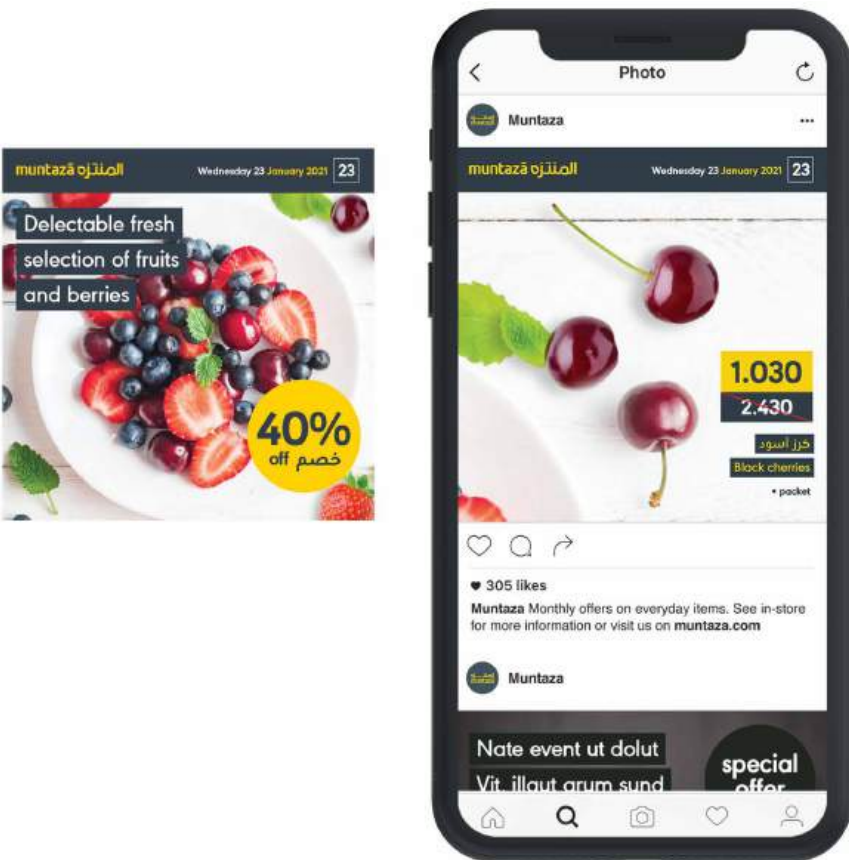 muntazã المنتزه
Wednesday 23 January 2021 23
Delectable fresh
selection of fruits
and berries
40%
off خصم
Photo
Muntaza
muntazã المنتزه
Wednesday 23 January 2021 23
1.030
2.430
كرز آسود
Black cherries
• packet
305 likes
Muntaza Monthly offers on everyday items. See in-store
for more information or visit us on muntaza.com
Muntaza
Nate event ut dolut
Vit, illaut arum sund
special
offer